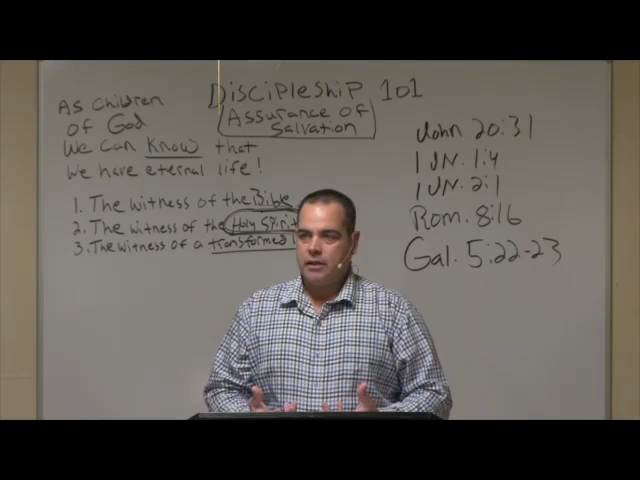 Discipleship 101
Assurance of
Salvation
As Children
of God
We Can Know that
We have eternal life!
1. The witness of the Bible
2. The witness of the Holy Spirit
3. The witness of a transformed
John 20:31
1 JN. 1:4
1 JN. 2:1
Rom. 8:16
Gal. 5:22-23